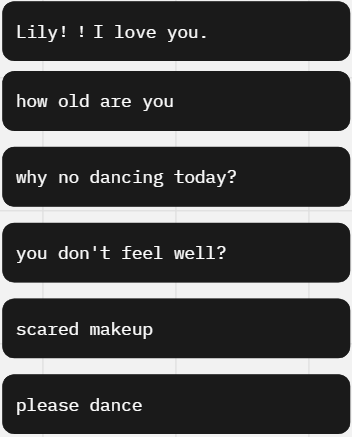 Lily! ! I love you.
how old are you
why no dancing today?
you don't feel well?
scared makeup
please dance